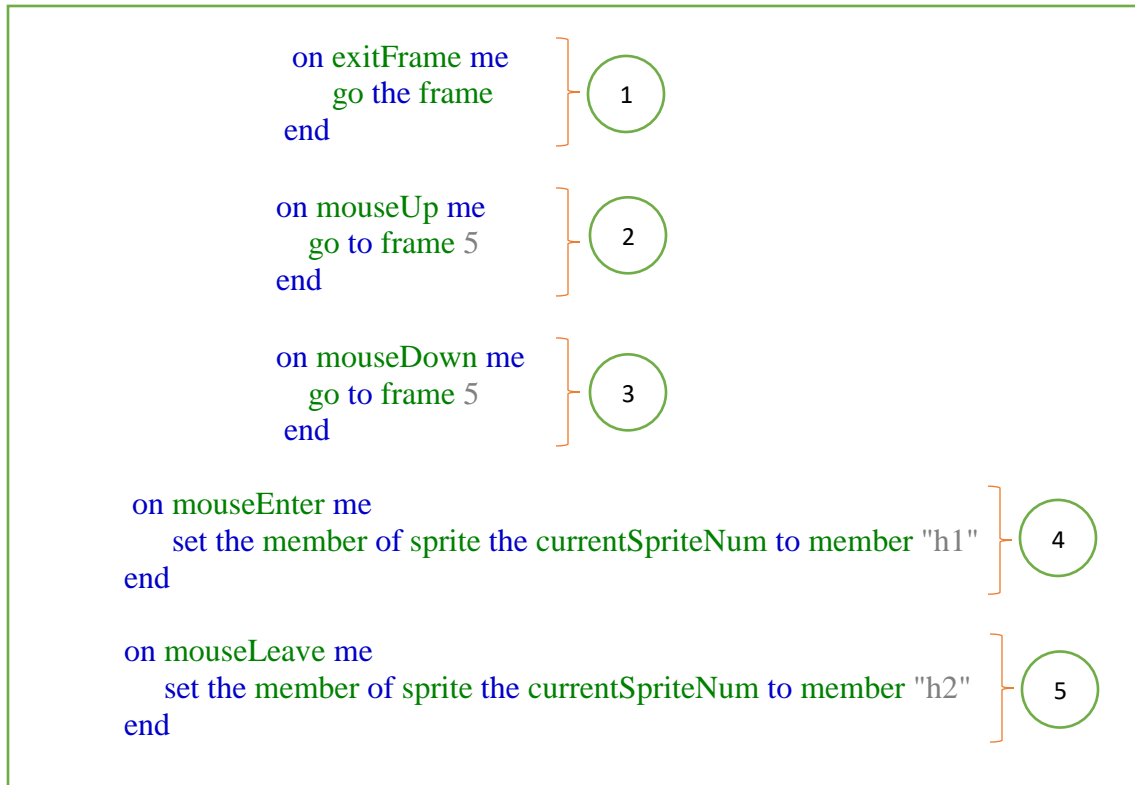 on exitFrame me
go the frame
end
1
on mouseUp me
go to frame 5
end
2
on mouseDown me
go to frame 5
end
3
on mouseEnter me
set the member of sprite the currentSpriteNum to member "h1"
end
4
on mouseLeave me
set the member of sprite the currentSpriteNum to member "h2"
end
5